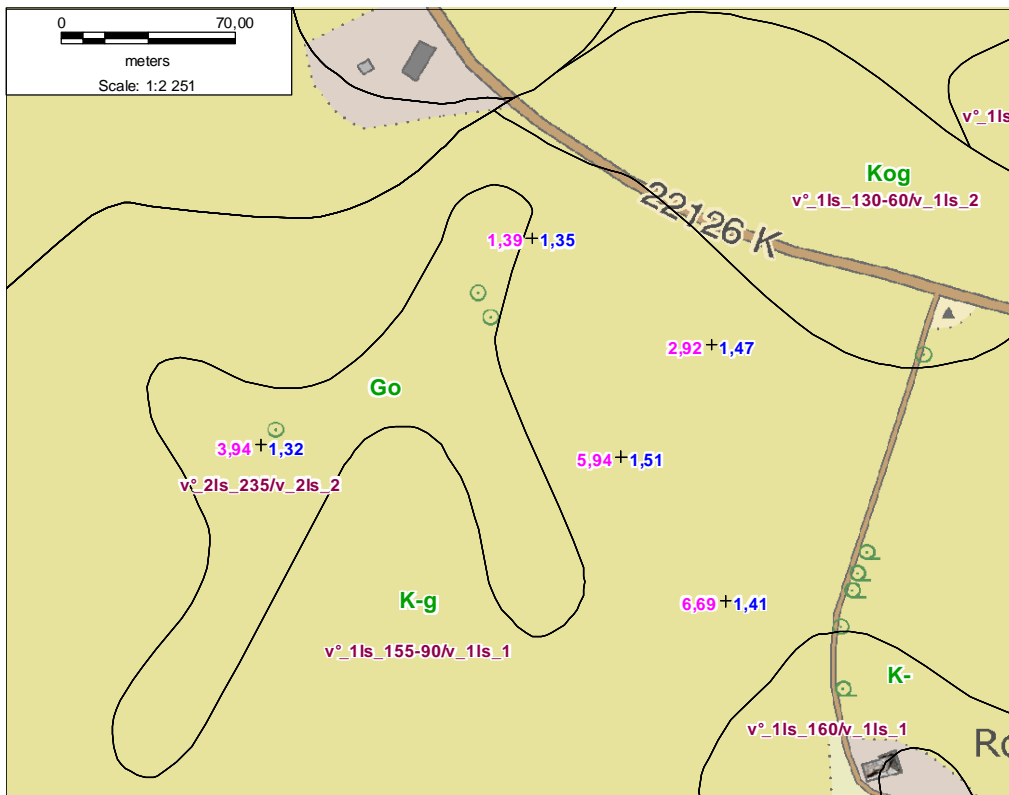 0 70,00
meters
Scale: 1:2 251
v°_1ls
Kog
v°_1ls_130-60/v_1ls_2
22126 K
1,39 1,35
2,92 1,47
Go
3,94 1,32
5,94 1,51
v°_2ls_235/v_2ls_2
K-g
6,69 1,41
v°_1ls_155-90/v_1ls_1
K-
v°_1ls_160/v_1ls_1
Ro